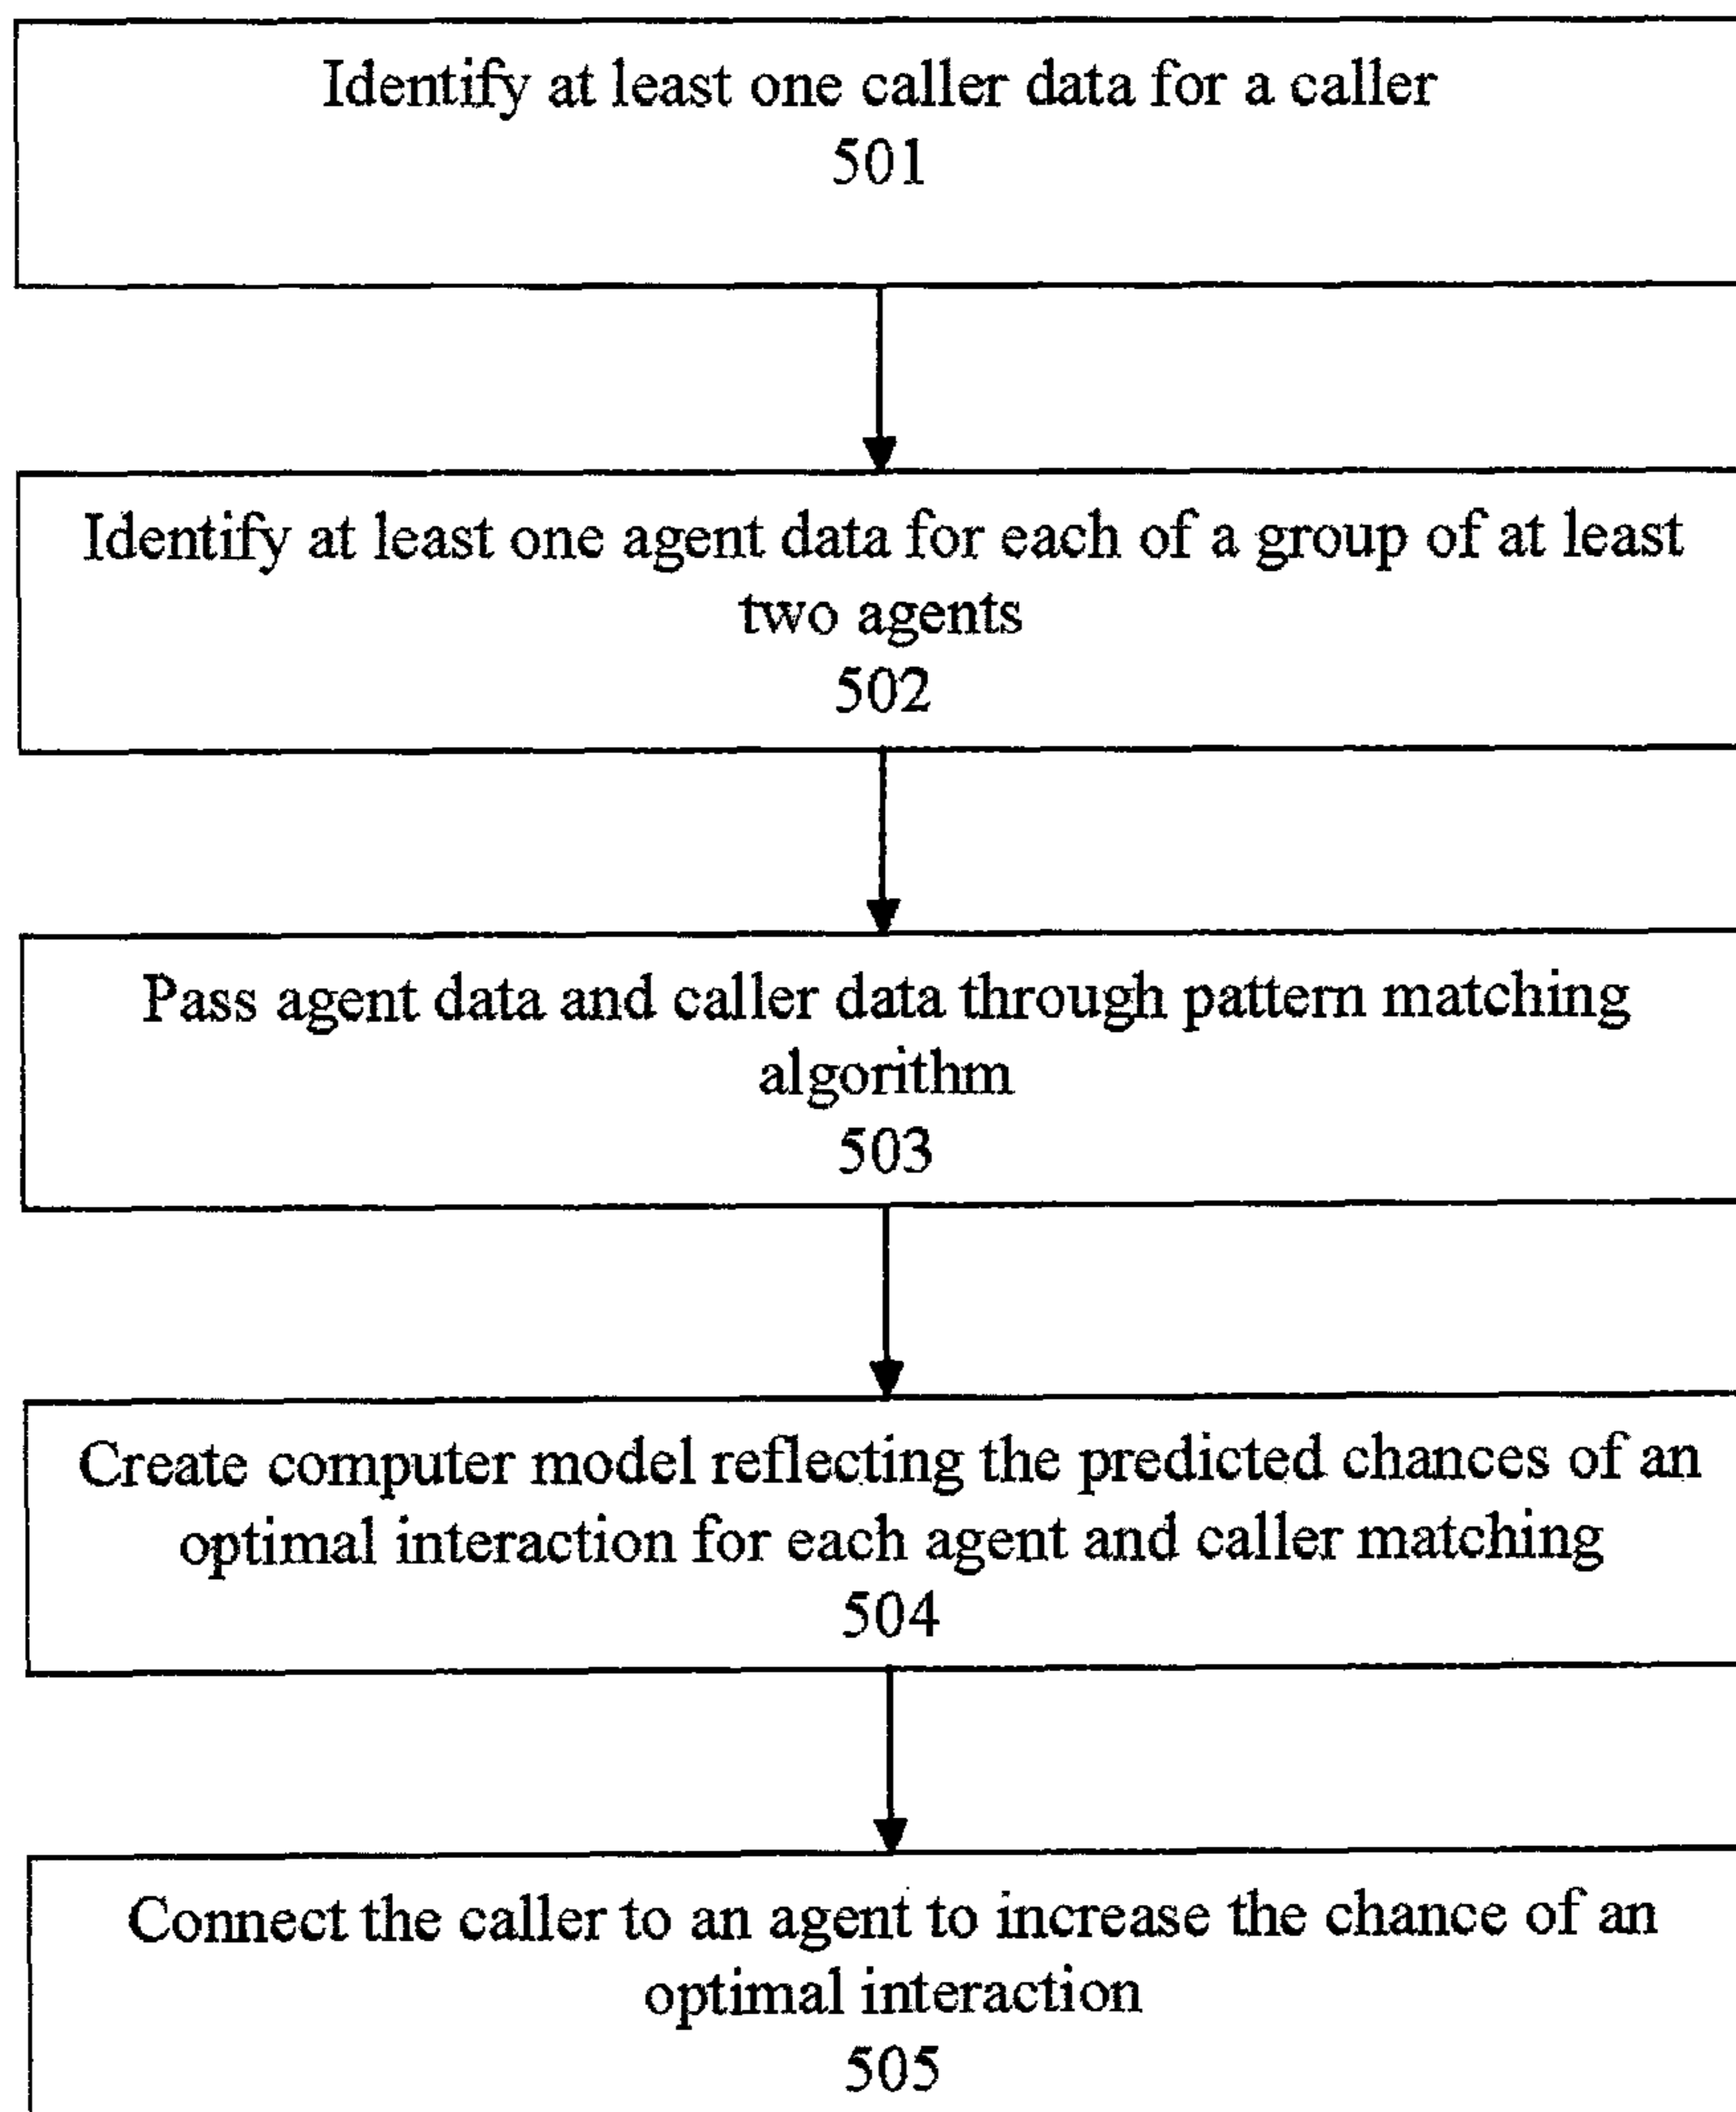 Identify at least one caller data for a caller
501
Identify at least one agent data for each of a group of at least
two agents
502
Pass agent data and caller data through pattern matching
algorithm
503
Create computer model reflecting the predicted chances of an
optimal interaction for each agent and caller matching
504
Connect the caller to an agent to increase the chance of an
optimal interaction
505